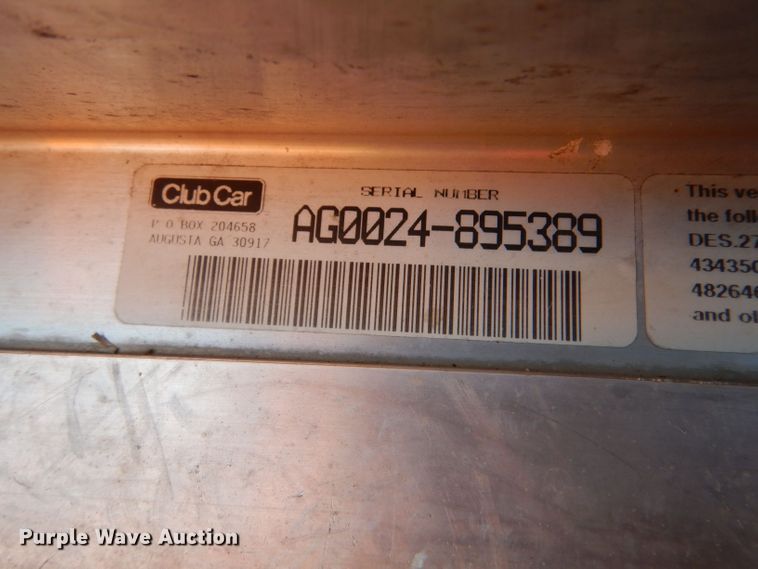 Club Car
P O BOX 204658
AUGUSTA GA 30917
SERIAL NUMBER
AG0024-895389
This ve
the foll
DES.27
434350
482646
and ot
Purple Wave Auction